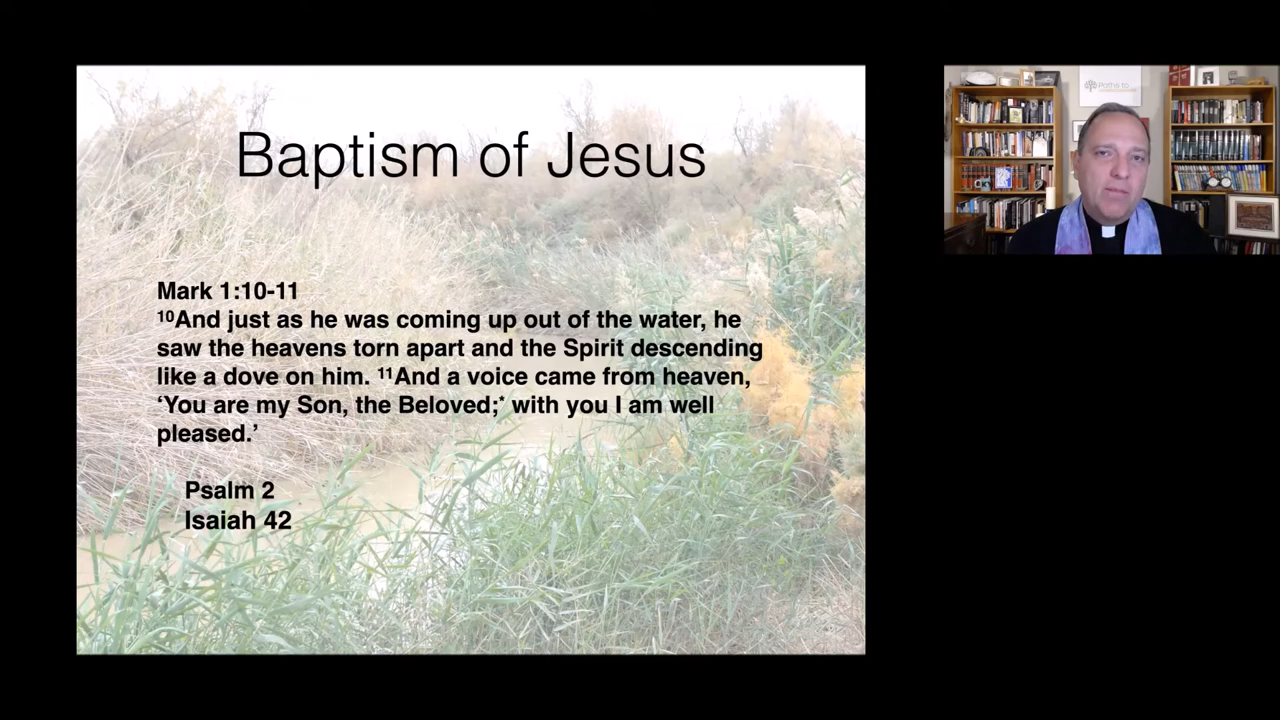 Baptism of Jesus
Mark 1:10-11
¹⁰And just as he was coming up out of the water, he
saw the heavens torn apart and the Spirit descending
like a dove on him. ¹¹And a voice came from heaven,
‘You are my Son, the Beloved;* with you I am well
pleased.’
Psalm 2
Isaiah 42
Paths to